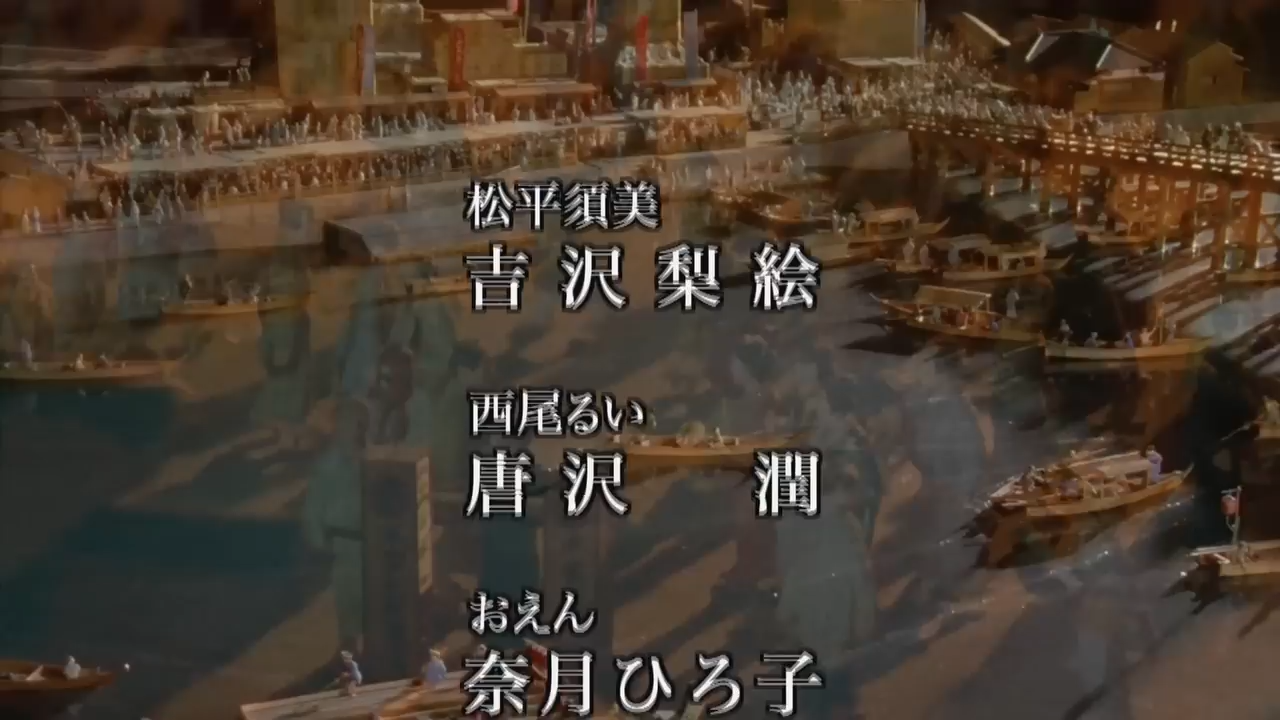 松平須美
吉沢梨絵
西尾るい
唐沢 潤
おえん
奈月ひろ子